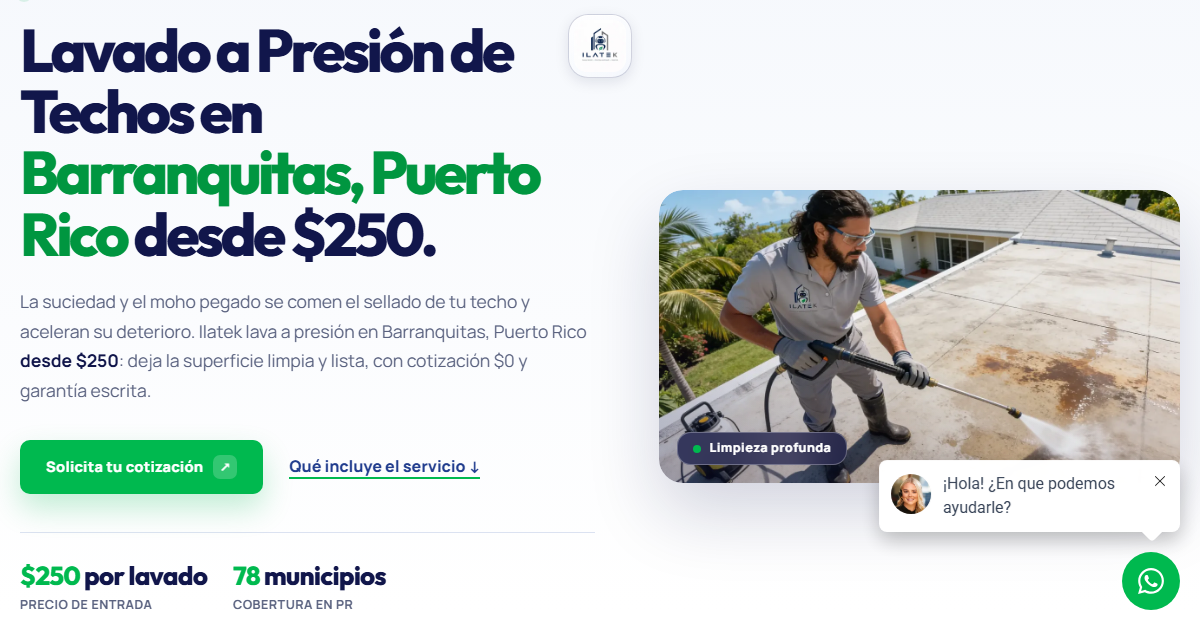 Lavado a Presión de
Techos en
Barranquitas, Puerto
Rico desde $250.
ILATEK
La suciedad y el moho pegado se comen el sellado de tu techo y
aceleran su deterioro. Ilatek lava a presión en Barranquitas, Puerto Rico
desde $250: deja la superficie limpia y lista, con cotización $0 y
garantía escrita.
Solicita tu cotización ↗
Qué incluye el servicio ↓
$250 por lavado
PRECIO DE ENTRADA
78 municipios
COBERTURA EN PR
ILATEK
Limpieza profunda
¡Hola! ¿En que podemos
ayudarle?